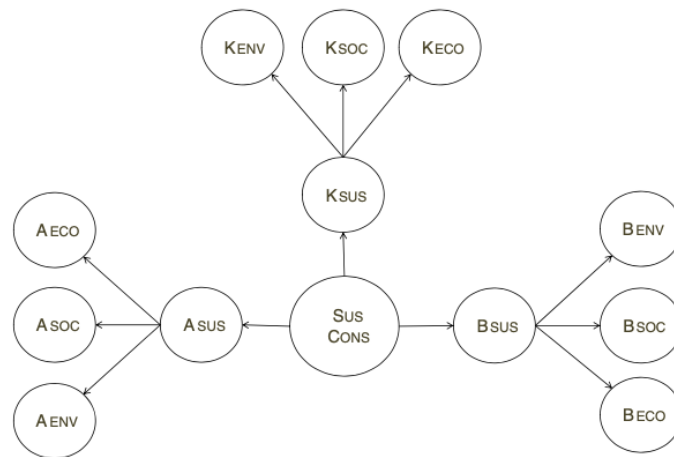 KENV
KSOC
KECO
KSUS
AECO
BENV
ASOC
ASUS
SUS
CONS
BSUS
BSOC
AENV
BECO